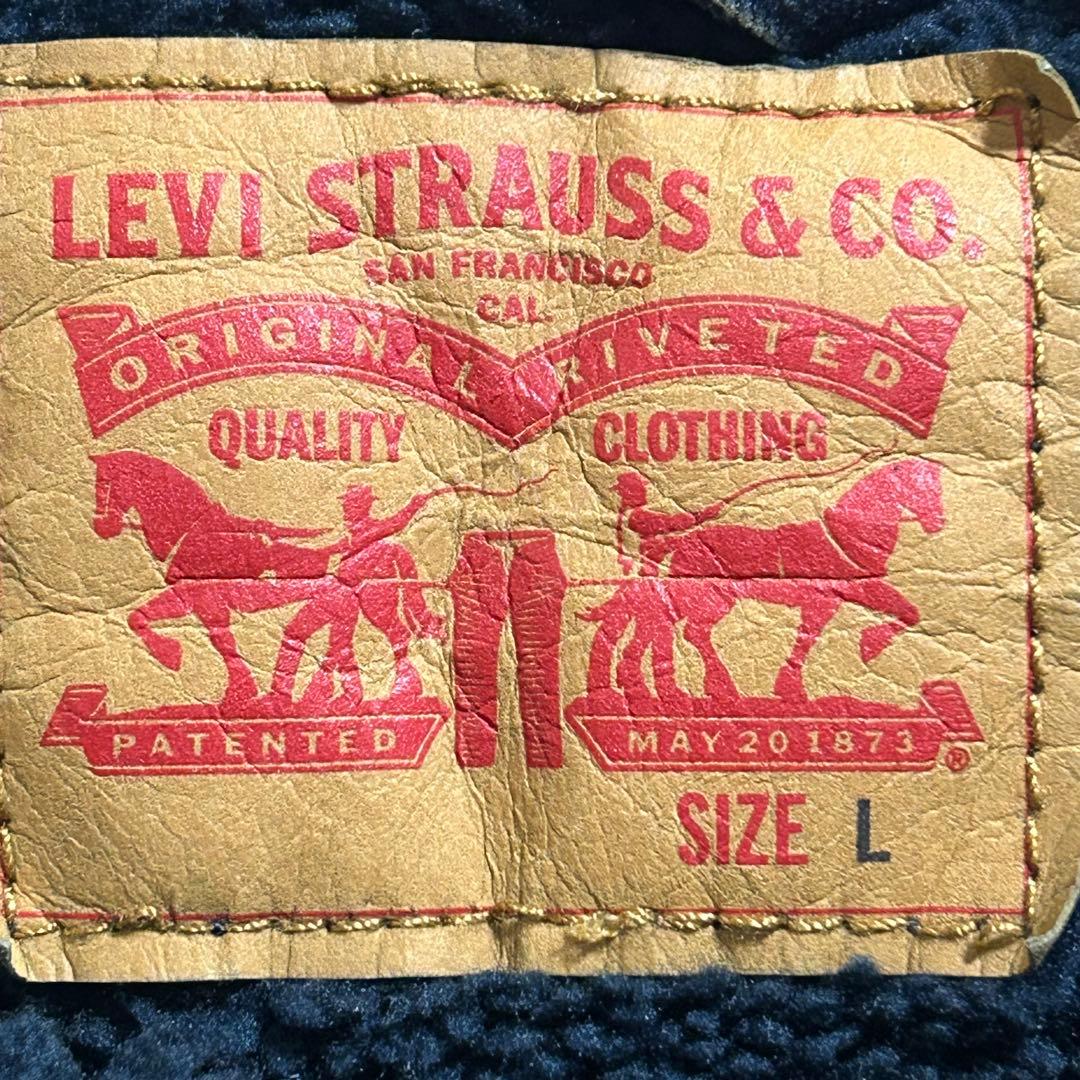 LEVI STRAUSS & CO.
SAN FRANCISCO
CAL.
ORIGINAL RIVETED
QUALITY CLOTHING
PATENTED MAY 20 1873 ®
SIZE L